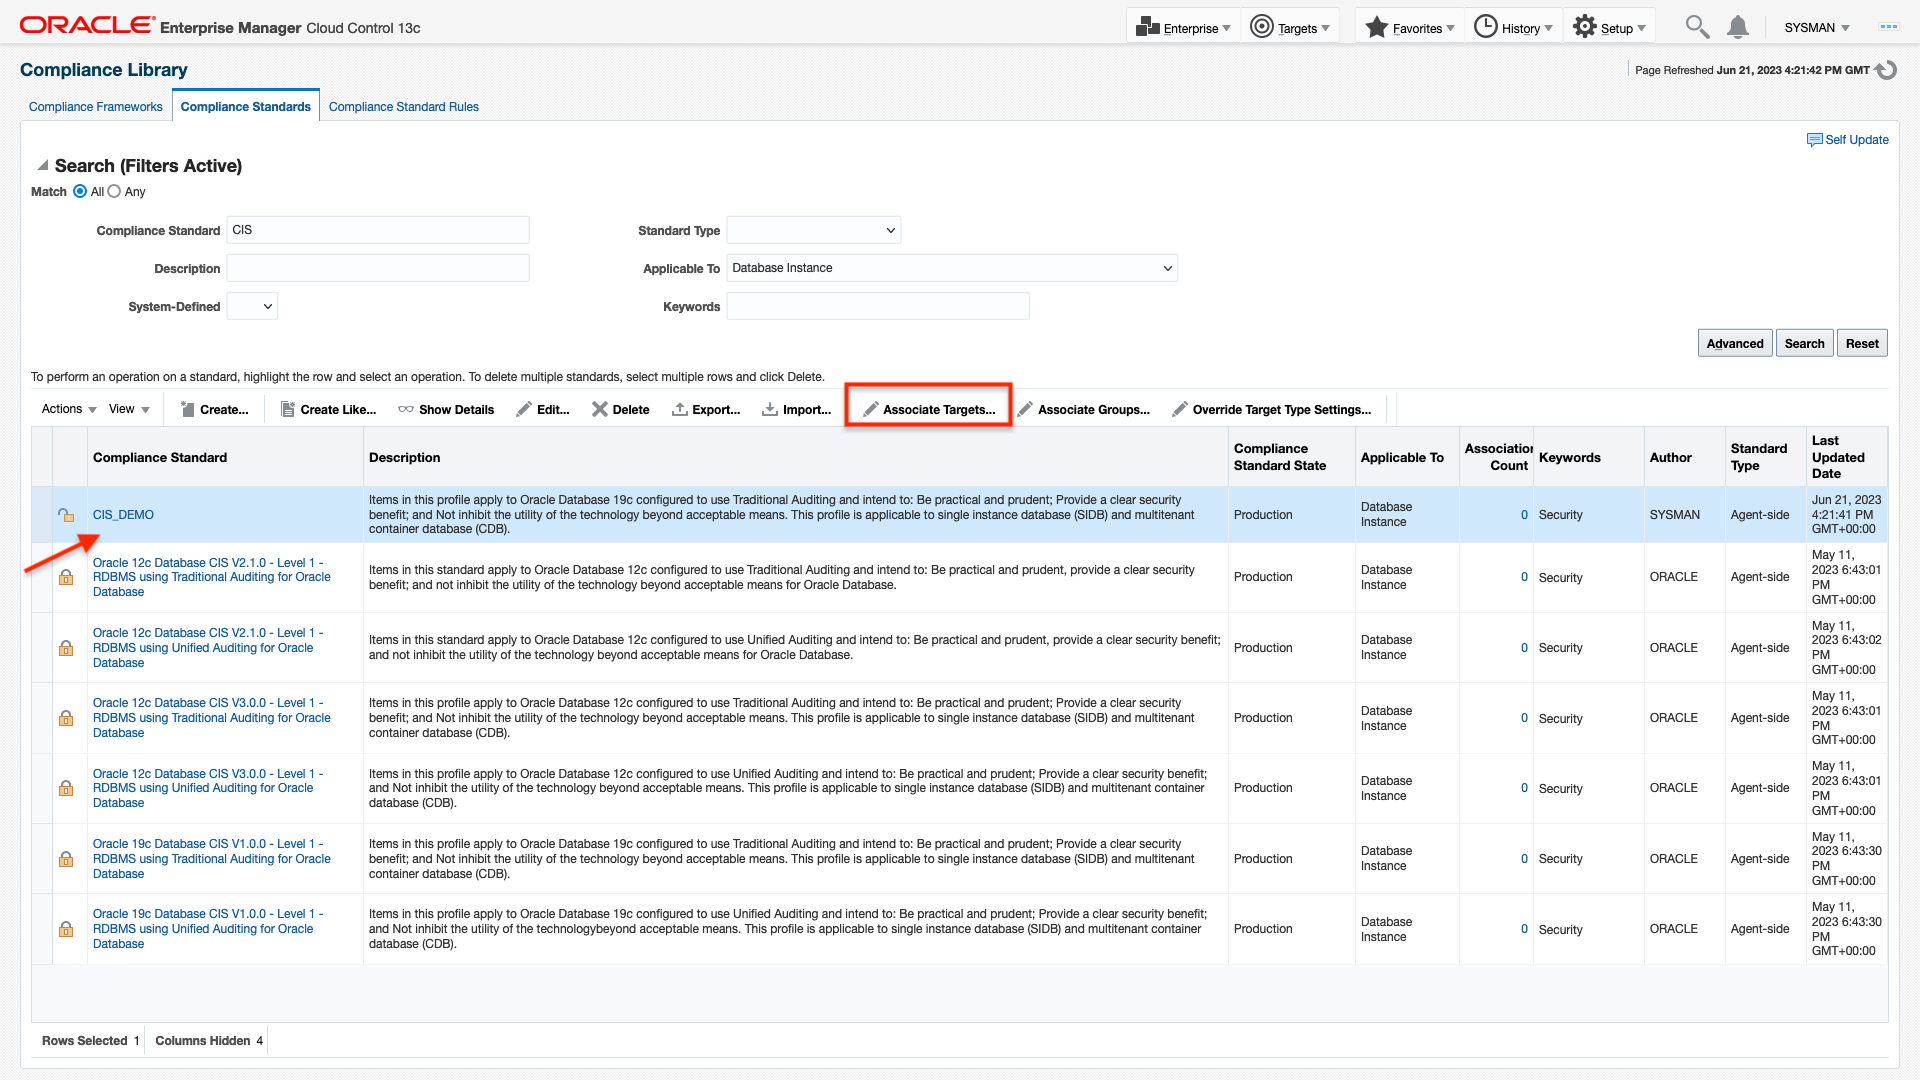 ORACLE Enterprise Manager Cloud Control 13c
Enterprise Targets Favorites History Setup SYSMAN
Compliance Library
Page Refreshed Jun 21, 2023 4:21:42 PM GMT
Compliance Frameworks Compliance Standards Compliance Standard Rules
Self Update
Search (Filters Active)
Match All Any
Compliance Standard CIS Standard Type
Description Applicable To Database Instance
System-Defined Keywords
Advanced Search Reset
To perform an operation on a standard, highlight the row and select an operation. To delete multiple standards, select multiple rows and click Delete.
Actions View Create... Create Like... Show Details Edit... Delete Export... Import... Associate Targets... Associate Groups... Override Target Type Settings...
Compliance Standard
Description
Compliance
Standard State
Applicable To
Association
Count
Keywords
Author
Standard
Type
Last
Updated
Date
CIS_DEMO
Items in this profile apply to Oracle Database 19c configured to use Traditional Auditing and intend to: Be practical and prudent; Provide a clear security
benefit; and Not inhibit the utility of the technology beyond acceptable means. This profile is applicable to single instance database (SIDB) and multitenant
container database (CDB).
Production
Database
Instance
0
Security
SYSMAN
Agent-side
Jun 21, 2023
4:21:41 PM
GMT+00:00
Oracle 12c Database CIS V2.1.0 - Level 1 -
RDBMS using Traditional Auditing for Oracle
Database
Items in this standard apply to Oracle Database 12c configured to use Traditional Auditing and intend to: Be practical and prudent, provide a clear security
benefit; and not inhibit the utility of the technology beyond acceptable means for Oracle Database.
Production
Database
Instance
0
Security
ORACLE
Agent-side
May 11,
2023 6:43:01
PM
GMT+00:00
Oracle 12c Database CIS V2.1.0 - Level 1 -
RDBMS using Unified Auditing for Oracle
Database
Items in this standard apply to Oracle Database 12c configured to use Unified Auditing and intend to: Be practical and prudent, provide a clear security benefit;
and not inhibit the utility of the technology beyond acceptable means for Oracle Database.
Production
Database
Instance
0
Security
ORACLE
Agent-side
May 11,
2023 6:43:02
PM
GMT+00:00
Oracle 12c Database CIS V3.0.0 - Level 1 -
RDBMS using Traditional Auditing for Oracle
Database
Items in this profile apply to Oracle Database 12c configured to use Traditional Auditing and intend to: Be practical and prudent; Provide a clear security
benefit; and Not inhibit the utility of the technology beyond acceptable means. This profile is applicable to single instance database (SIDB) and multitenant
container database (CDB).
Production
Database
Instance
0
Security
ORACLE
Agent-side
May 11,
2023 6:43:01
PM
GMT+00:00
Oracle 12c Database CIS V3.0.0 - Level 1 -
RDBMS using Unified Auditing for Oracle
Database
Items in this profile apply to Oracle Database 12c configured to use Unified Auditing and intend to: Be practical and prudent; Provide a clear security benefit;
and Not inhibit the utility of the technology beyond acceptable means. This profile is applicable to single instance database (SIDB) and multitenant container
database (CDB).
Production
Database
Instance
0
Security
ORACLE
Agent-side
May 11,
2023 6:43:01
PM
GMT+00:00
Oracle 19c Database CIS V1.0.0 - Level 1 -
RDBMS using Traditional Auditing for Oracle
Database
Items in this profile apply to Oracle Database 19c configured to use Traditional Auditing and intend to: Be practical and prudent; Provide a clear security
benefit; and Not inhibit the utility of the technology beyond acceptable means. This profile is applicable to single instance database (SIDB) and multitenant
container database (CDB).
Production
Database
Instance
0
Security
ORACLE
Agent-side
May 11,
2023 6:43:30
PM
GMT+00:00
Oracle 19c Database CIS V1.0.0 - Level 1 -
RDBMS using Unified Auditing for Oracle
Database
Items in this profile apply to Oracle Database 19c configured to use Unified Auditing and intend to: Be practical and prudent; Provide a clear security benefit;
and Not inhibit the utility of the technologybeyond acceptable means. This profile is applicable to single instance database (SIDB) and multitenant container
database (CDB).
Production
Database
Instance
0
Security
ORACLE
Agent-side
May 11,
2023 6:43:30
PM
GMT+00:00
Rows Selected 1 Columns Hidden 4